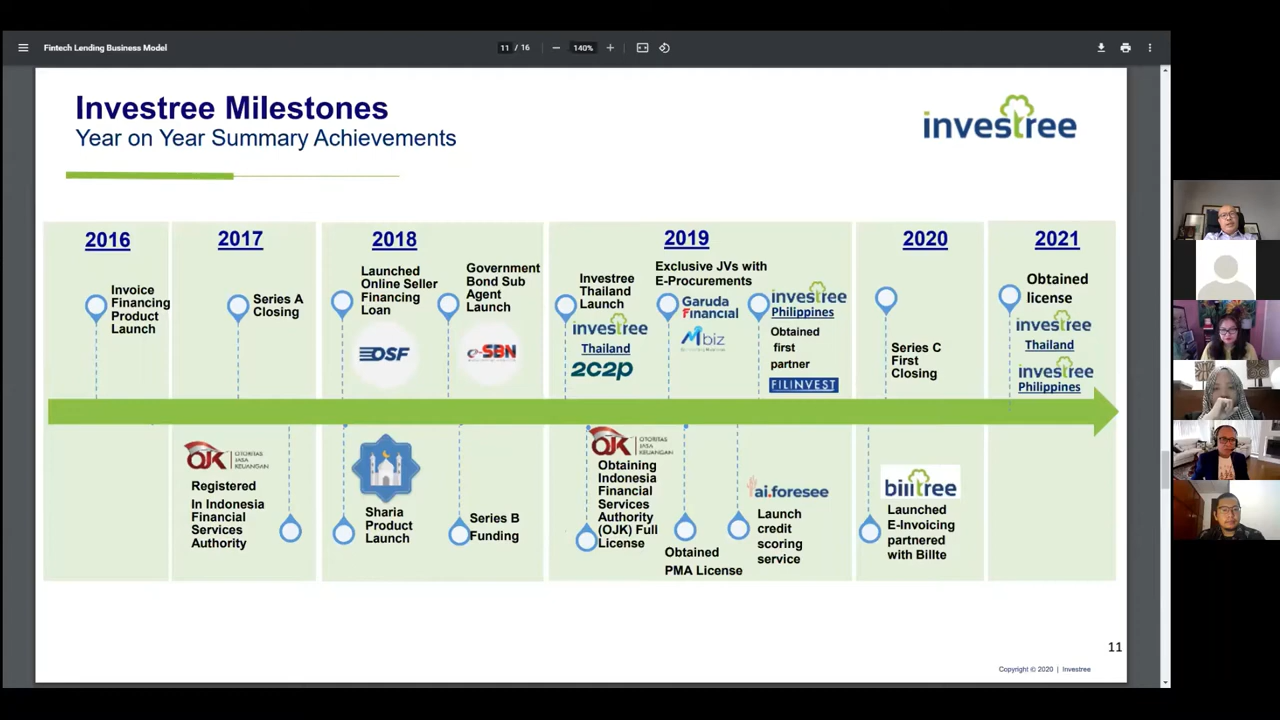 Fintech Lending Business Model
11 / 16
140%
Investree Milestones
Year on Year Summary Achievements
investree
2016
Invoice
Financing
Product
Launch
2017
Series A
Closing
OJK
OTORITAS
JASA
KEUANGAN
Registered
In Indonesia
Financial
Services
Authority
2018
Launched
Online Seller
Financing
Loan
OSF
Government
Bond Sub
Agent
Launch
e-SBN
Sharia
Product
Launch
Series B
Funding
2019
Investree
Thailand
Launch
investree
Thailand
2c2p
Exclusive JVs with
E-Procurements
Garuda
Financial
Mbiz
investree
Philippines
Obtained
first
partner
FILINVEST
OJK
OTORITAS
JASA
KEUANGAN
Obtaining
Indonesia
Financial
Services
Authority
(OJK) Full
License
Obtained
PMA License
ai.foresee
Launch
credit
scoring
service
2020
Series C
First
Closing
billtree
Launched
E-Invoicing
partnered
with Billte
2021
Obtained
license
investree
Thailand
investree
Philippines
11
Copyright © 2020 | Investree